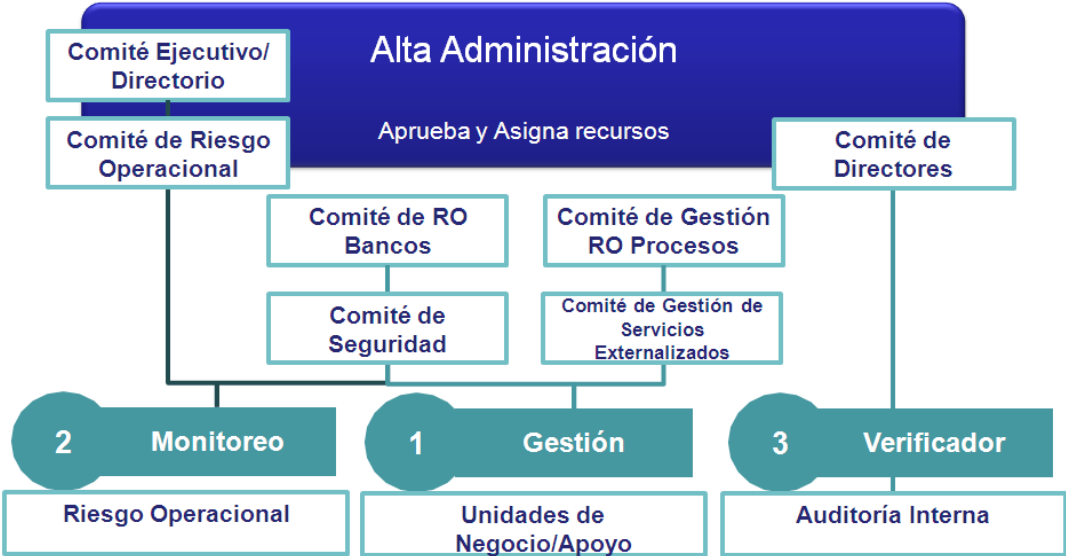 Alta Administración
Aprueba y Asigna recursos
Comité Ejecutivo/
Directorio
Comité de Riesgo
Operacional
Comité de
Directores
Comité de RO
Bancos
Comité de Gestión
RO Procesos
Comité de
Seguridad
Comité de Gestión de
Servicios
Externalizados
2
Monitoreo
Riesgo Operacional
1
Gestión
Unidades de
Negocio/Apoyo
3
Verificador
Auditoría Interna